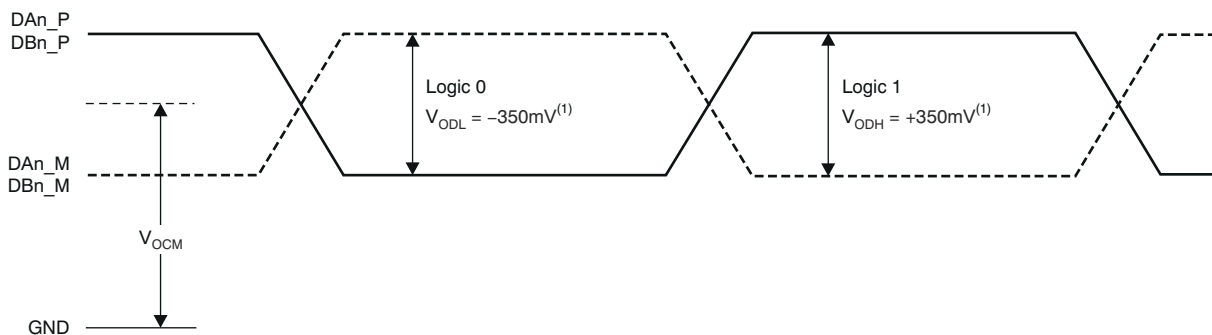 DAn_P
DBn_P
Logic 0
V_ODL = −350mV(1)
Logic 1
V_ODH = +350mV(1)
DAn_M
DBn_M
V_OCM
GND